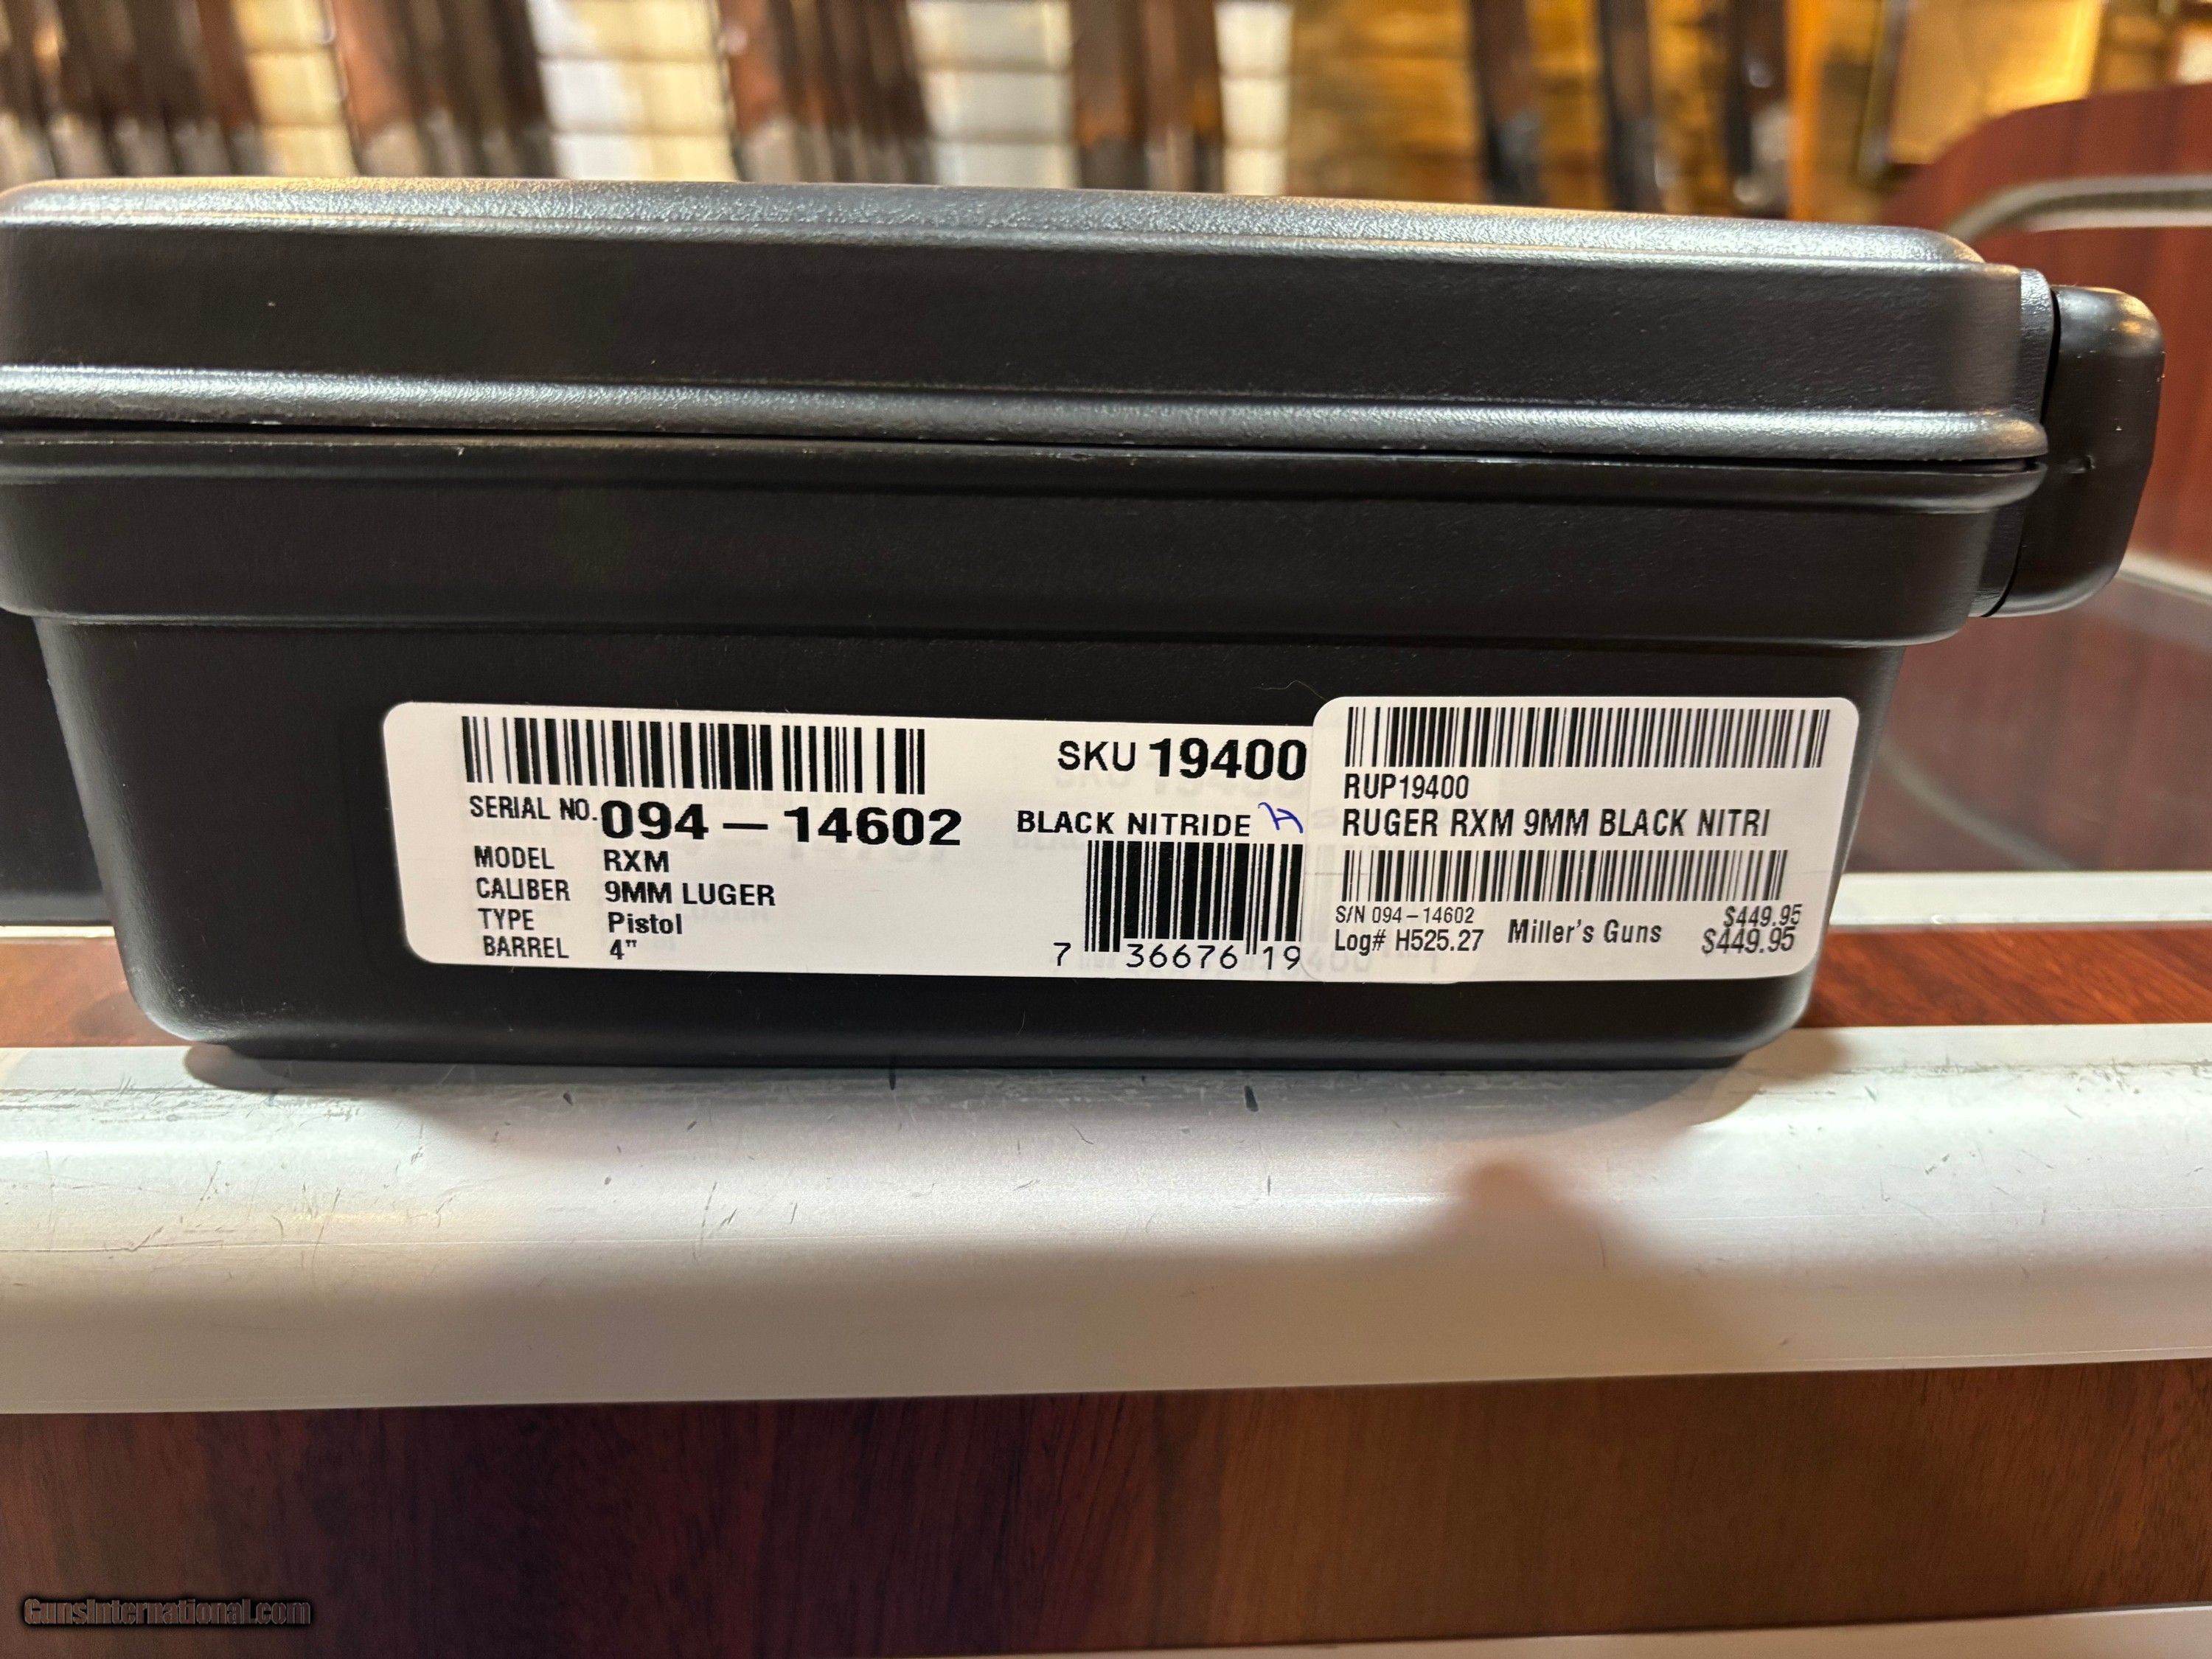 SKU 19400
SERIAL NO. 094-14602
BLACK NITRIDE H
MODEL RXM
CALIBER 9MM LUGER
TYPE Pistol
BARREL 4"
7 36676 19
RUP19400
RUGER RXM 9MM BLACK NITRI
S/N 094-14602
Log# H525.27
Miller's Guns
$449.95
$449.95
GunsInternational.com